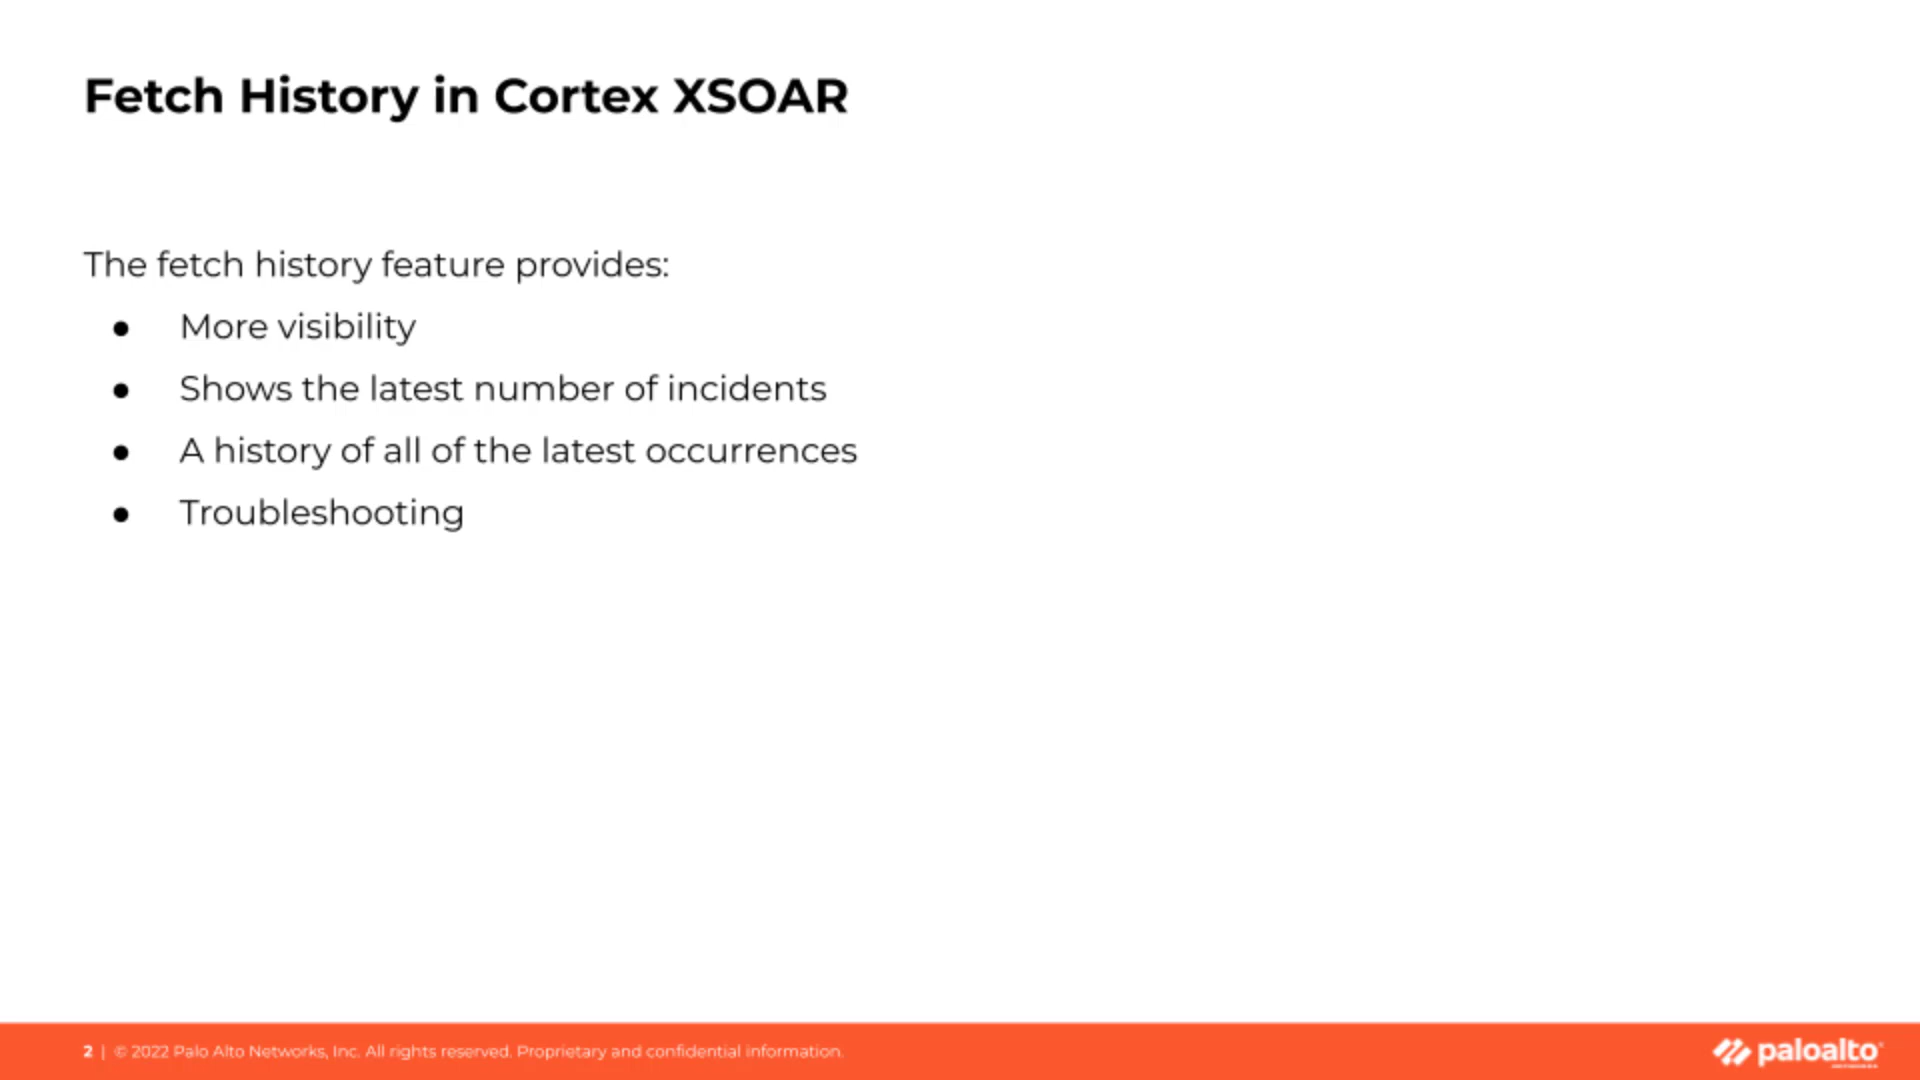 Fetch History in Cortex XSOAR
The fetch history feature provides:
● More visibility
● Shows the latest number of incidents
● A history of all of the latest occurrences
● Troubleshooting
2 | © 2022 Palo Alto Networks, Inc. All rights reserved. Proprietary and confidential information.
paloalto